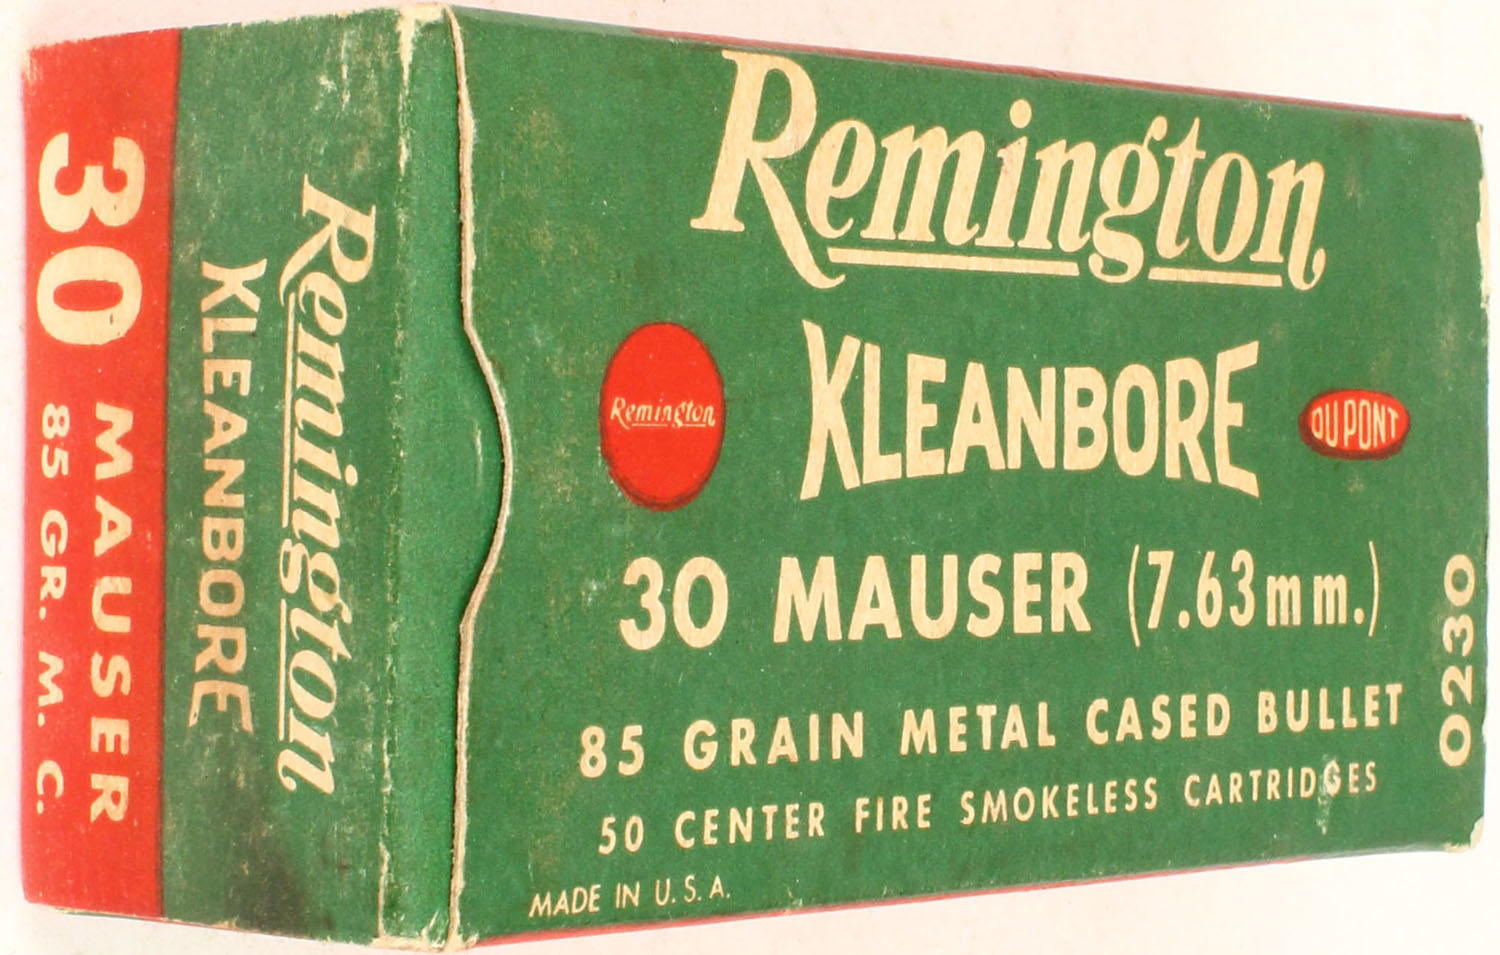 30 MAUSER
85 GR. M. C.
Remington
KLEANBORE
Remington
Remington
KLEANBORE
DU PONT
30 MAUSER (7.63mm.)
85 GRAIN METAL CASED BULLET
50 CENTER FIRE SMOKELESS CARTRIDGES
MADE IN U.S.A.
0230